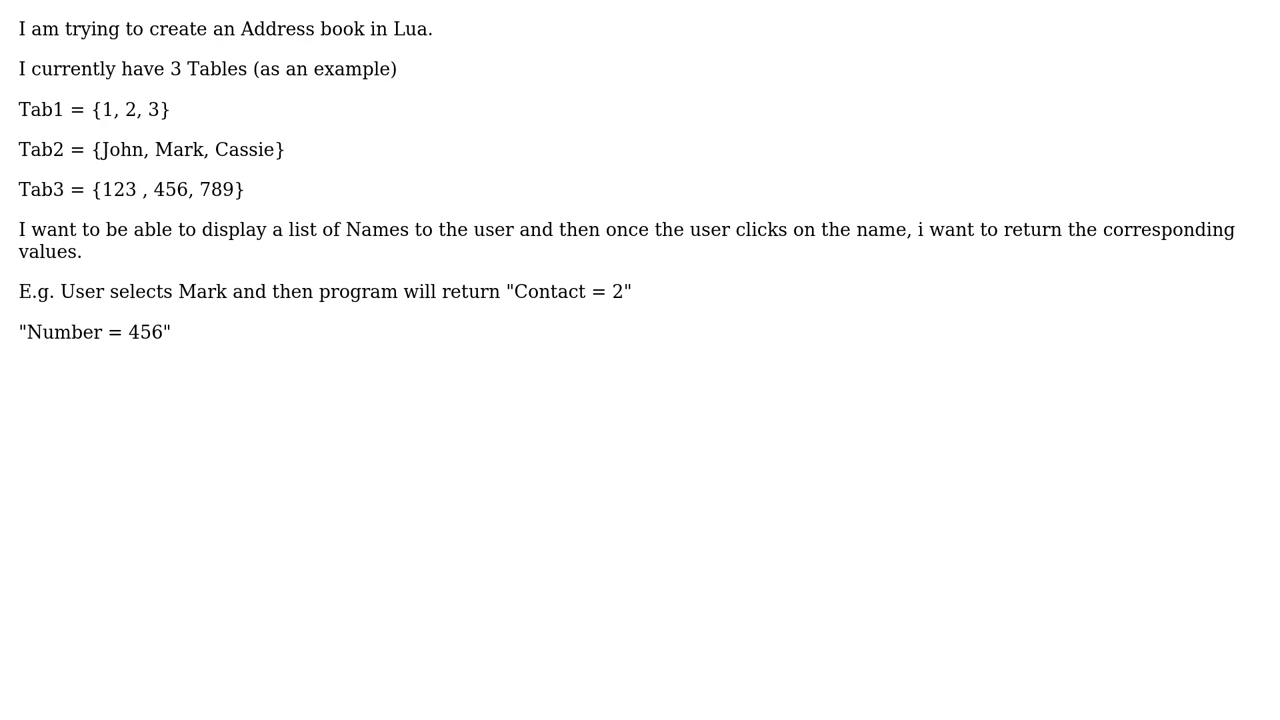 I am trying to create an Address book in Lua.
I currently have 3 Tables (as an example)
Tab1 = {1, 2, 3}
Tab2 = {John, Mark, Cassie}
Tab3 = {123 , 456, 789}
I want to be able to display a list of Names to the user and then once the user clicks on the name, i want to return the corresponding
values.
E.g. User selects Mark and then program will return "Contact = 2"
"Number = 456"